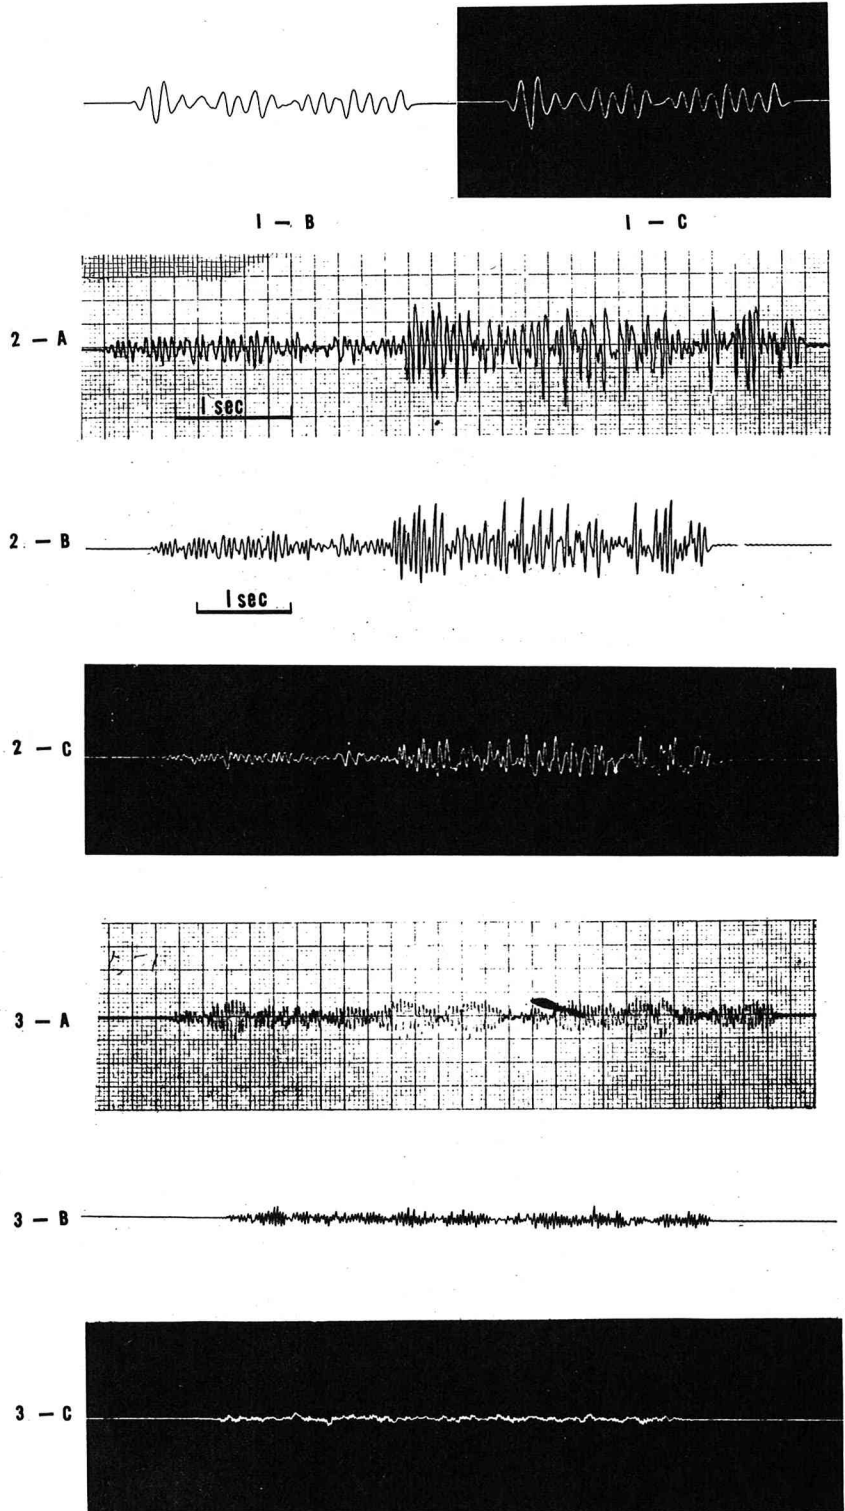 1 — B
1 — C
2 — A
1 sec
2 — B
1 sec
2 — C
3 — A
3 — B
3 — C